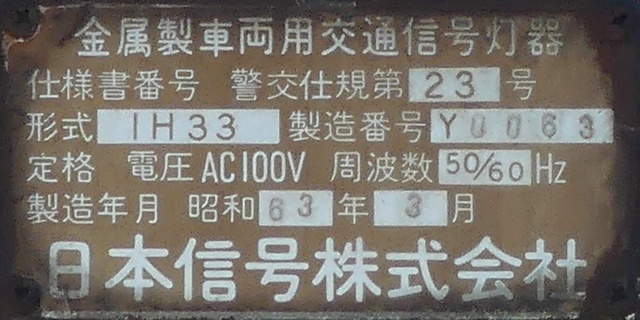 金属製車両用交通信号灯器
仕様書番号 警交仕規第 23 号
形式 1H33 製造番号 Y0063
定格 電圧 AC100V 周波数 50/60 Hz
製造年月 昭和 63 年 3 月
日本信号株式会社